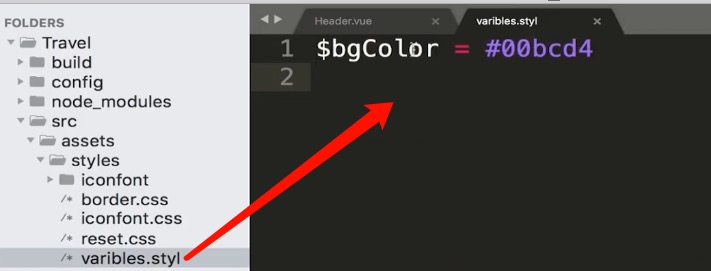 FOLDERS
Travel
build
config
node_modules
src
assets
styles
iconfont
/* border.css
/* iconfont.css
/* reset.css
/* varibles.styl
Header.vue
varibles.styl
1 $bgColor = #00bcd4
2